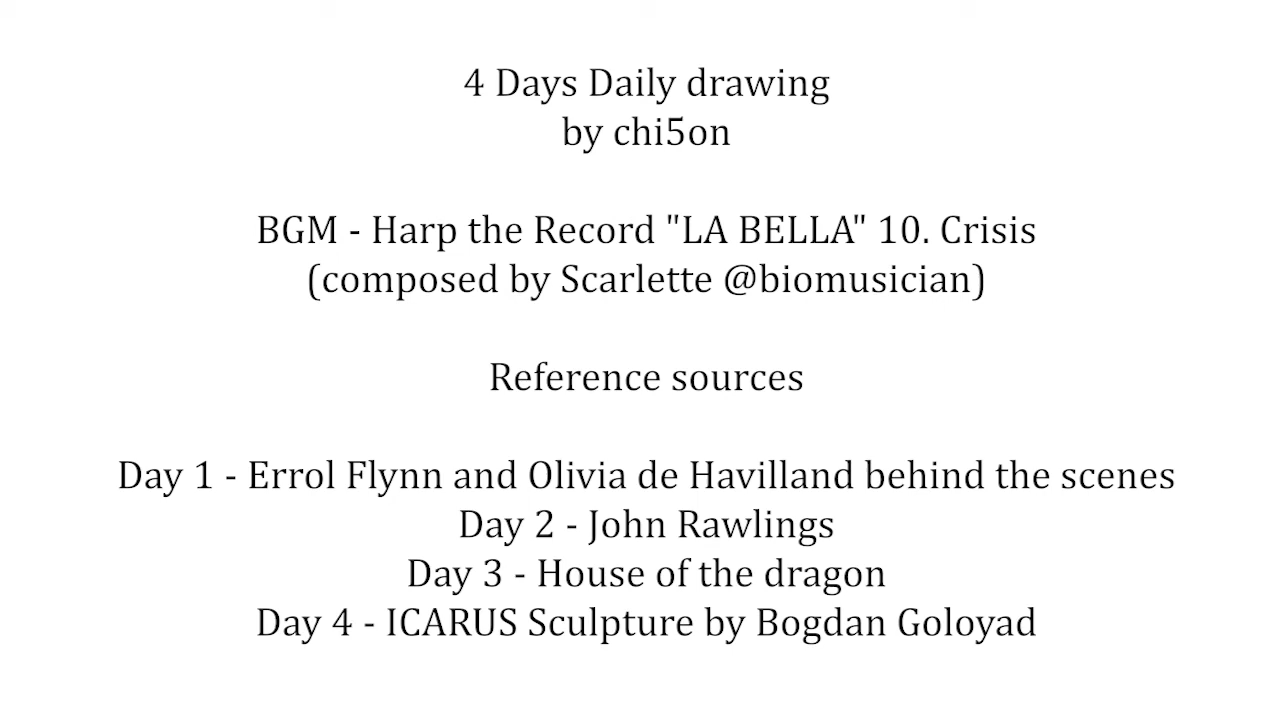 4 Days Daily drawing
by chi5on
BGM - Harp the Record "LA BELLA" 10. Crisis
(composed by Scarlette @biomusician)
Reference sources
Day 1 - Errol Flynn and Olivia de Havilland behind the scenes
Day 2 - John Rawlings
Day 3 - House of the dragon
Day 4 - ICARUS Sculpture by Bogdan Goloyad